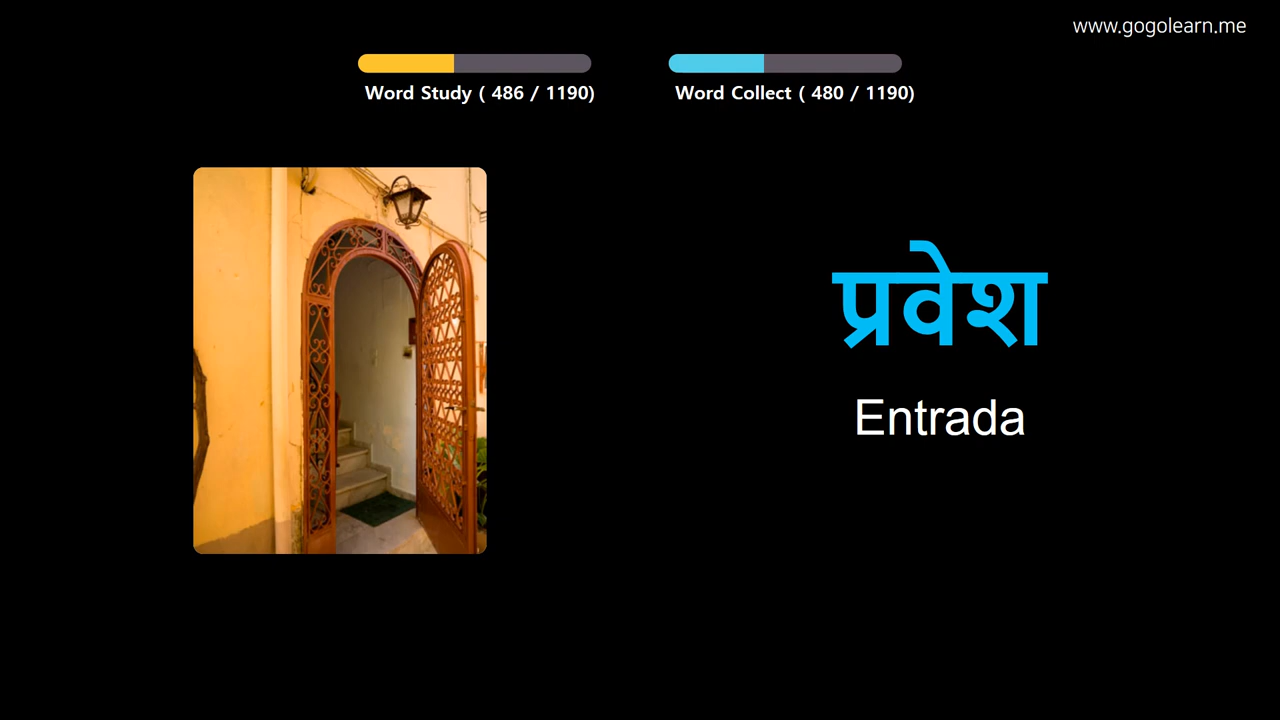 www.gogolearn.me
Word Study ( 486 / 1190)
Word Collect ( 480 / 1190)
प्रवेश
Entrada